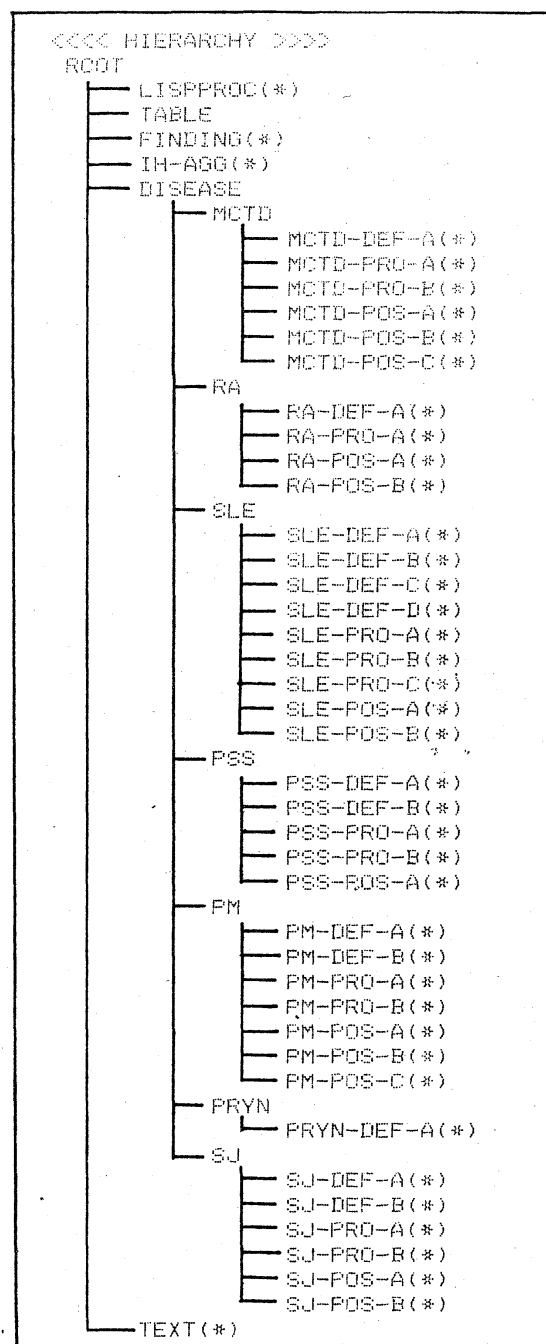 <<<< HIERARCHY >>>>
ROOT
LISPPROC(*)
TABLE
FINDING(*)
IH-AGG(*)
DISEASE
MCTD
MCTD-DEF-A(*)
MCTD-PRO-A(*)
MCTD-PRO-B(*)
MCTD-POS-A(*)
MCTD-POS-B(*)
MCTD-POS-C(*)
RA
RA-DEF-A(*)
RA-PRO-A(*)
RA-POS-A(*)
RA-POS-B(*)
SLE
SLE-DEF-A(*)
SLE-DEF-B(*)
SLE-DEF-C(*)
SLE-DEF-D(*)
SLE-PRO-A(*)
SLE-PRO-B(*)
SLE-PRO-C(*)
SLE-POS-A(*)
SLE-POS-B(*)
PSS
PSS-DEF-A(*)
PSS-DEF-B(*)
PSS-PRO-A(*)
PSS-PRO-B(*)
PSS-POS-A(*)
PM
PM-DEF-A(*)
PM-DEF-B(*)
PM-PRO-A(*)
PM-PRO-B(*)
PM-POS-A(*)
PM-POS-B(*)
PM-POS-C(*)
PRYN
PRYN-DEF-A(*)
SJ
SJ-DEF-A(*)
SJ-DEF-B(*)
SJ-PRO-A(*)
SJ-PRO-B(*)
SJ-POS-A(*)
SJ-POS-B(*)
TEXT(*)